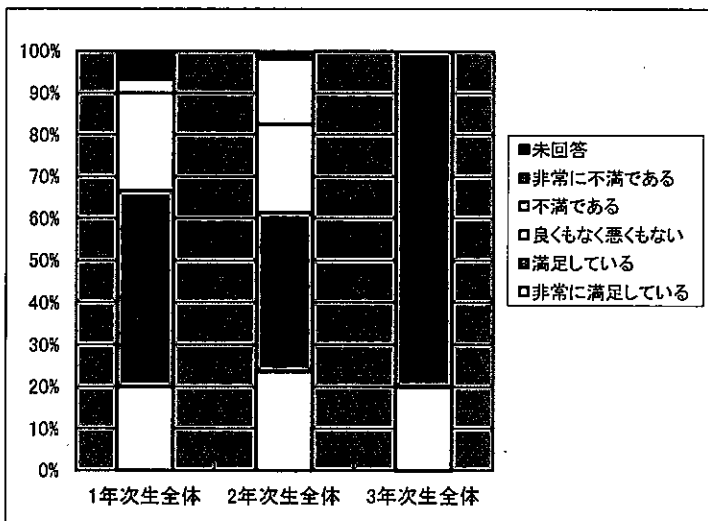 100%
90%
80%
70%
60%
50%
40%
30%
20%
10%
0%
1年次生全体 2年次生全体 3年次生全体
■未回答
■非常に不満である
□不満である
□良くもなく悪くもない
■満足している
□非常に満足している